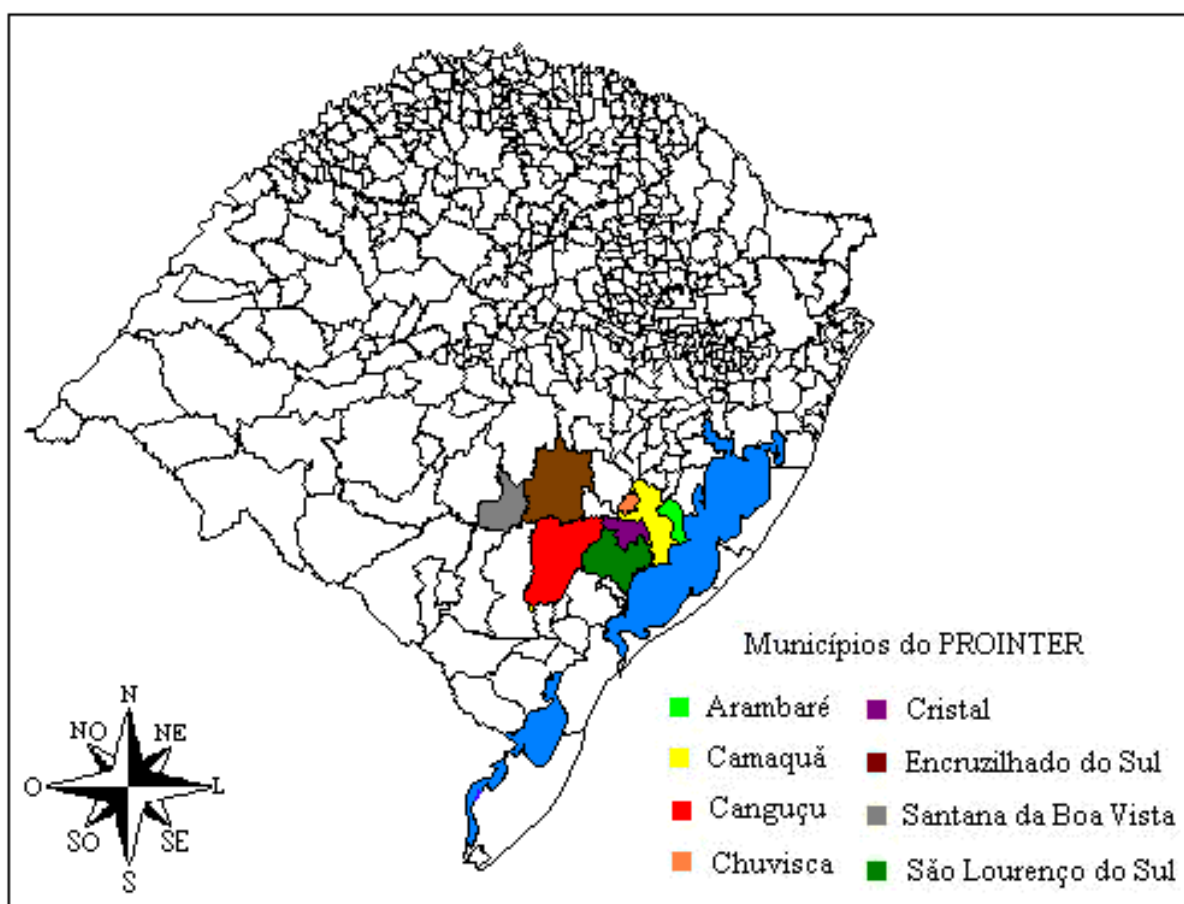 Municípios do PROINTER
Arambaré
Cristal
Camaquã
Encruzilhado do Sul
Canguçu
Santana da Boa Vista
Chuvisca
São Lourenço do Sul
N
NO
NE
O
L
SO
SE
S